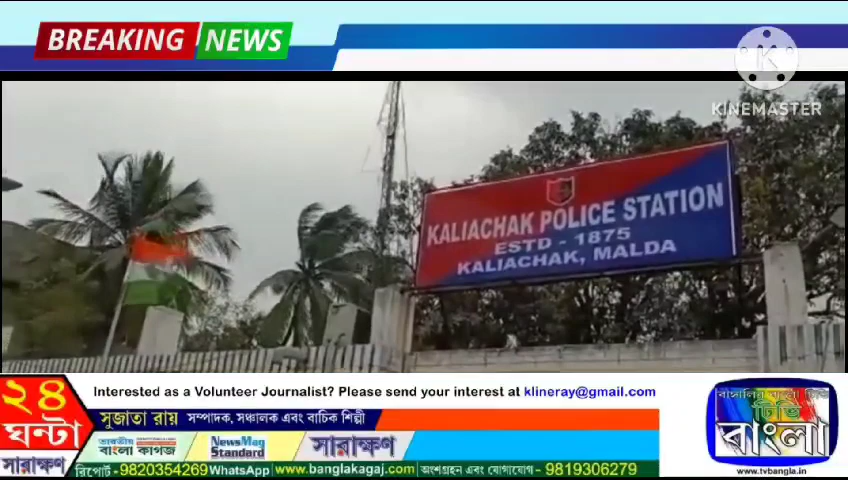 BREAKING NEWS
KINEMASTER
KALIACHAK POLICE STATION
ESTD - 1875
KALIACHAK, MALDA
২৪ ঘন্টা সারাক্ষণ
Interested as a Volunteer Journalist? Please send your interest at klineray@gmail.com
সুজাতা রায় সম্পাদক, সঞ্চালক এবং বাচিক শিল্পী
ভারতীয় বাংলা কাগজ
NewsMag Standard
সারাক্ষণ
রিপোর্ট - 9820354269 WhatsApp
www.banglakagaj.com
অংশগ্রহন এবং যোগাযোগ - 9819306279
বাঙালির বাংলা টিভি
টিভি
বাংলা
www.tvbangla.in